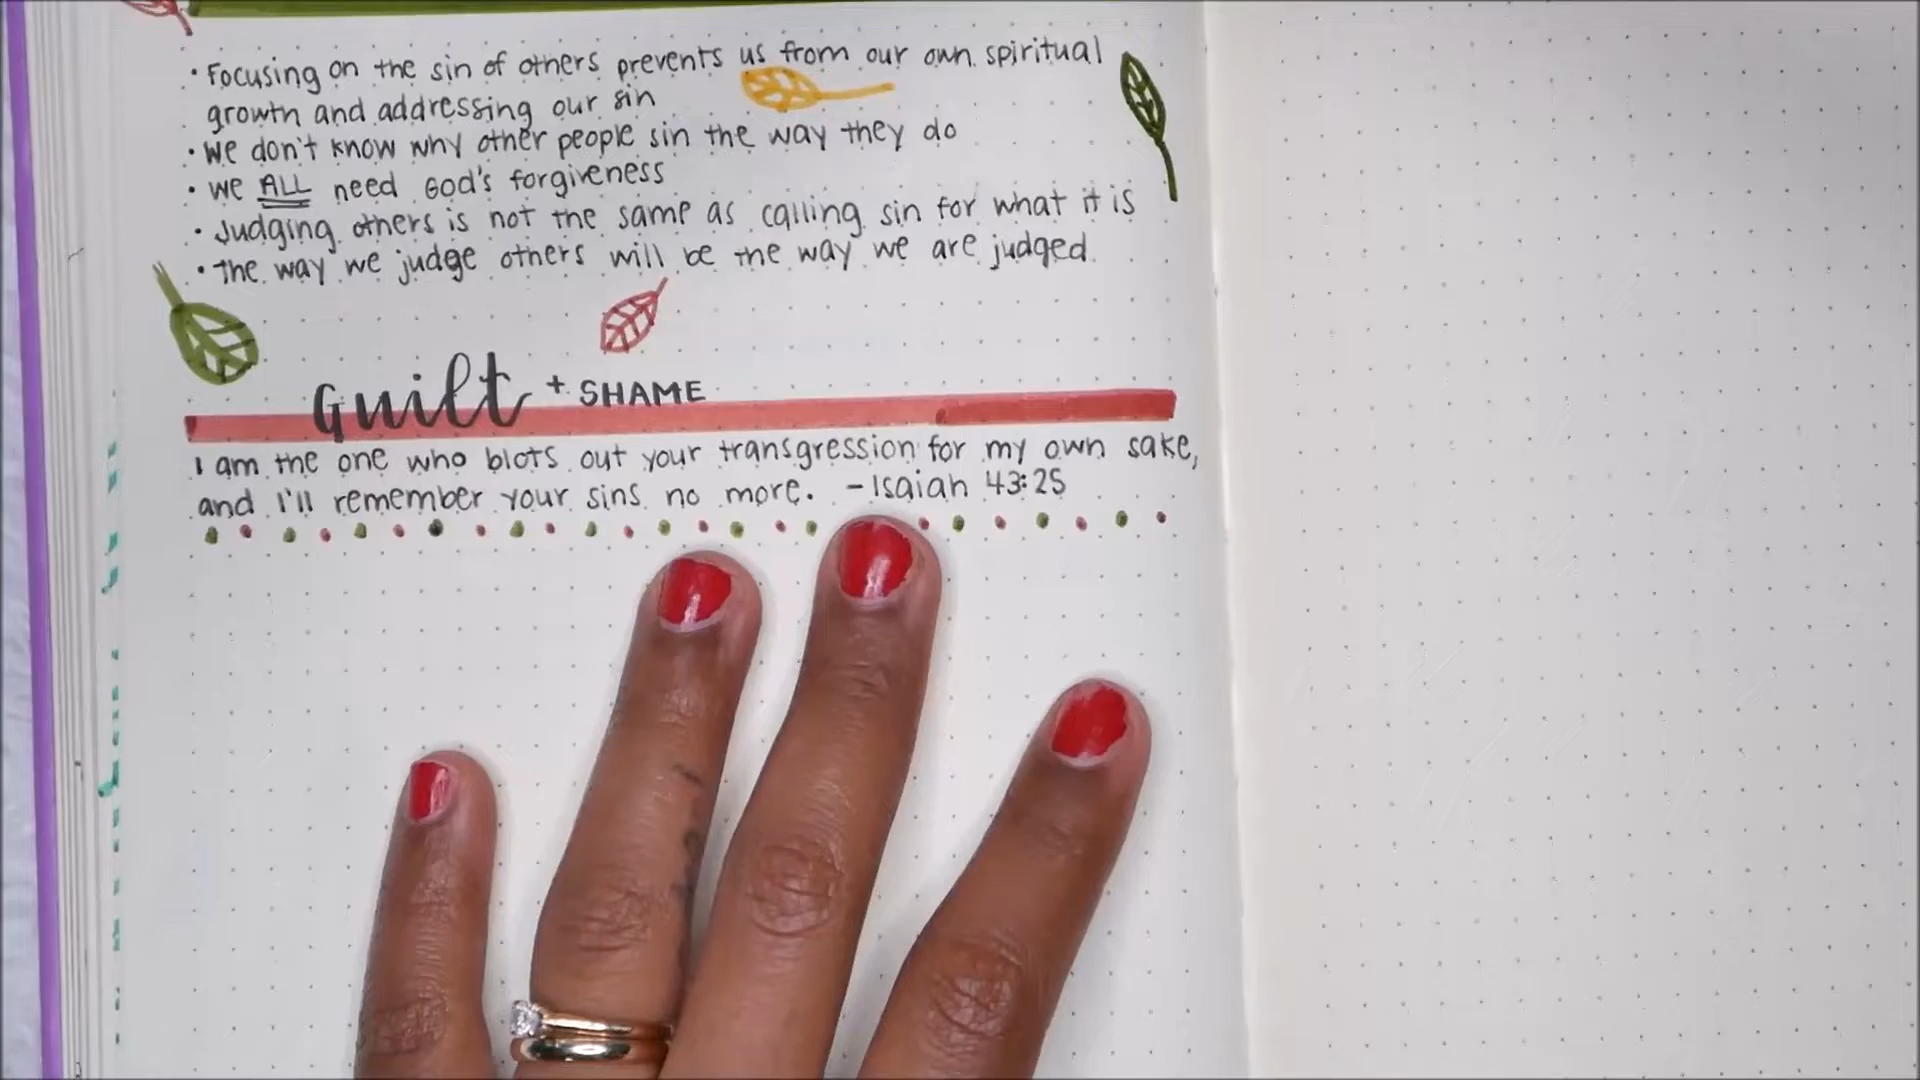 • Focusing on the sin of others prevents us from our own spiritual
growth and addressing our sin
• We don't know why other people sin the way they do
• We ALL need God's forgiveness
• Judging others is not the same as calling sin for what it is
• The way we judge others will be the way we are judged
Guilt + SHAME
I am the one who blots out your transgression for my own sake,
and I'll remember your sins no more. - Isaiah 43:25